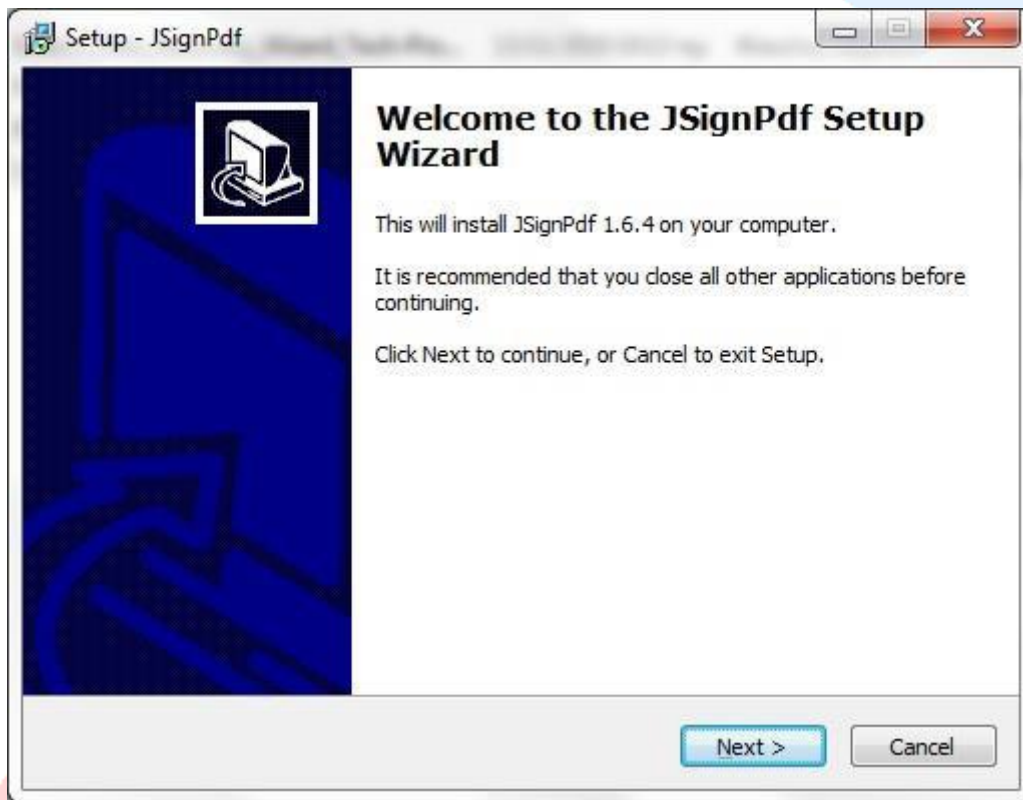 Setup - JSignPdf
Welcome to the JSignPdf Setup
Wizard
This will install JSignPdf 1.6.4 on your computer.
It is recommended that you close all other applications before
continuing.
Click Next to continue, or Cancel to exit Setup.
Next >
Cancel